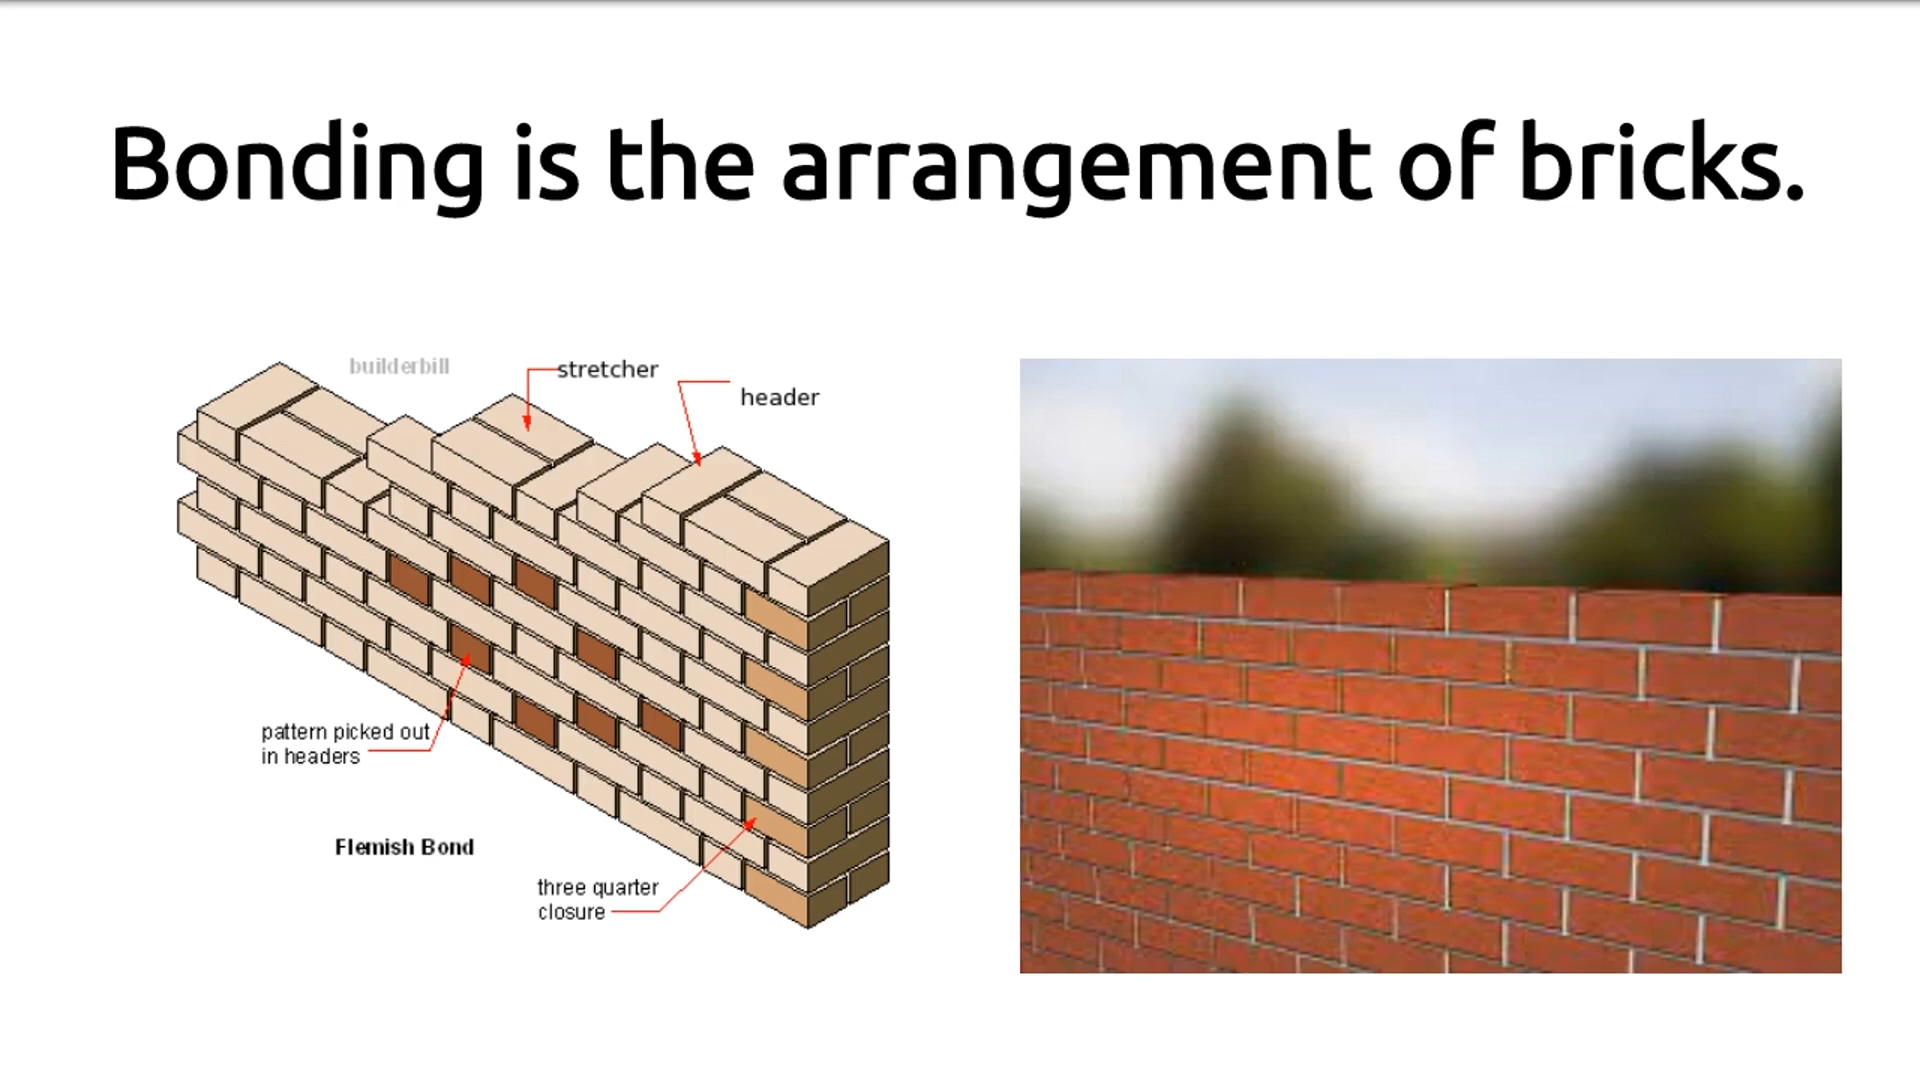 Bonding is the arrangement of bricks.
builderbill
stretcher
header
pattern picked out
in headers
Flemish Bond
three quarter
closure